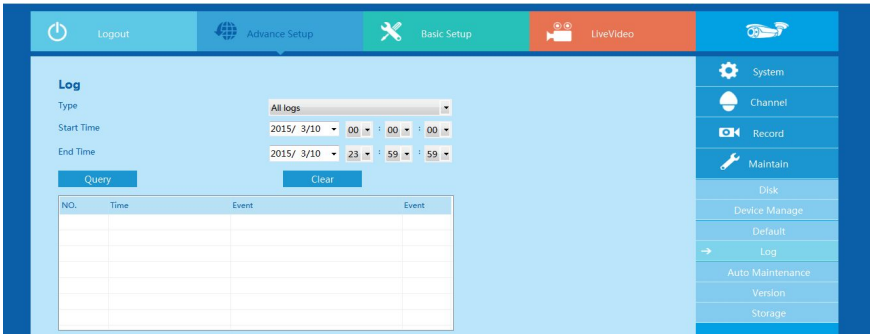 Logout Advance Setup Basic Setup LiveVideo
Log
Type All logs
Start Time 2015/ 3/10 00 : 00 : 00
End Time 2015/ 3/10 23 : 59 : 59
Query Clear
NO. Time Event Event
System
Channel
Record
Maintain
Disk
Device Manage
Default
Log
Auto Maintenance
Version
Storage